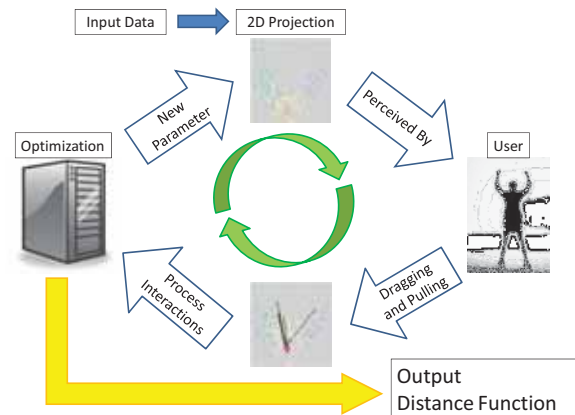 Input Data
2D Projection
New
Parameter
Perceived By
Optimization
User
Process
Interactions
Dragging
and Pulling
Output
Distance Function